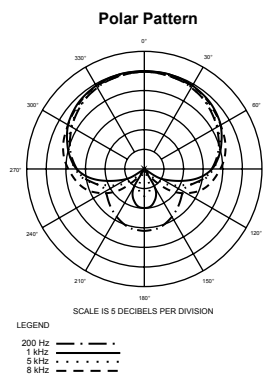 Polar Pattern
0°
330°
30°
300°
60°
270°
90°
240°
120°
210°
150°
180°
SCALE IS 5 DECIBELS PER DIVISION
LEGEND
200 Hz
1 kHz
5 kHz
8 kHz